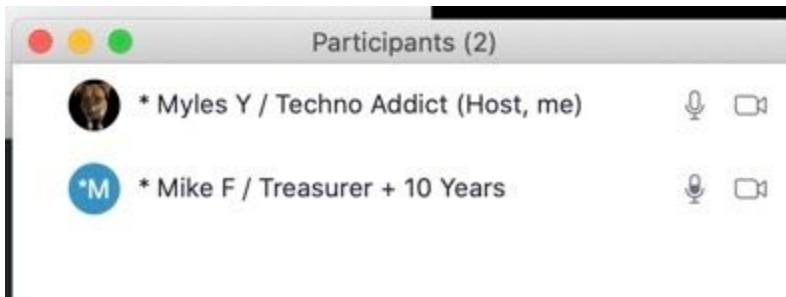 Participants (2)
* Myles Y / Techno Addict (Host, me)
*M * Mike F / Treasurer + 10 Years